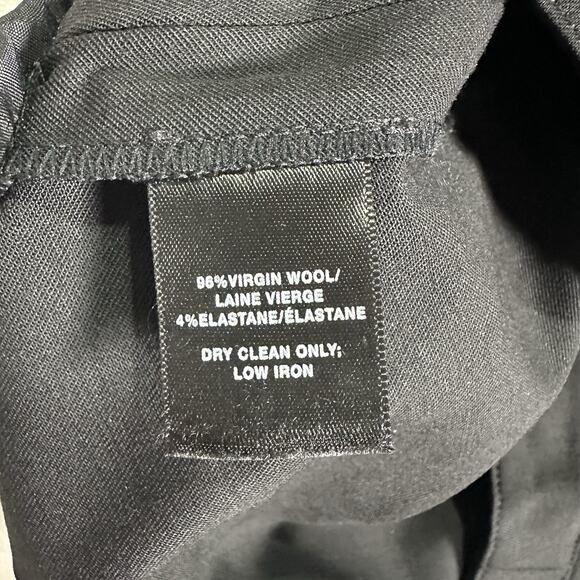 96%VIRGIN WOOL/
LAINE VIERGE
4%ELASTANE/ÉLASTANE
DRY CLEAN ONLY;
LOW IRON